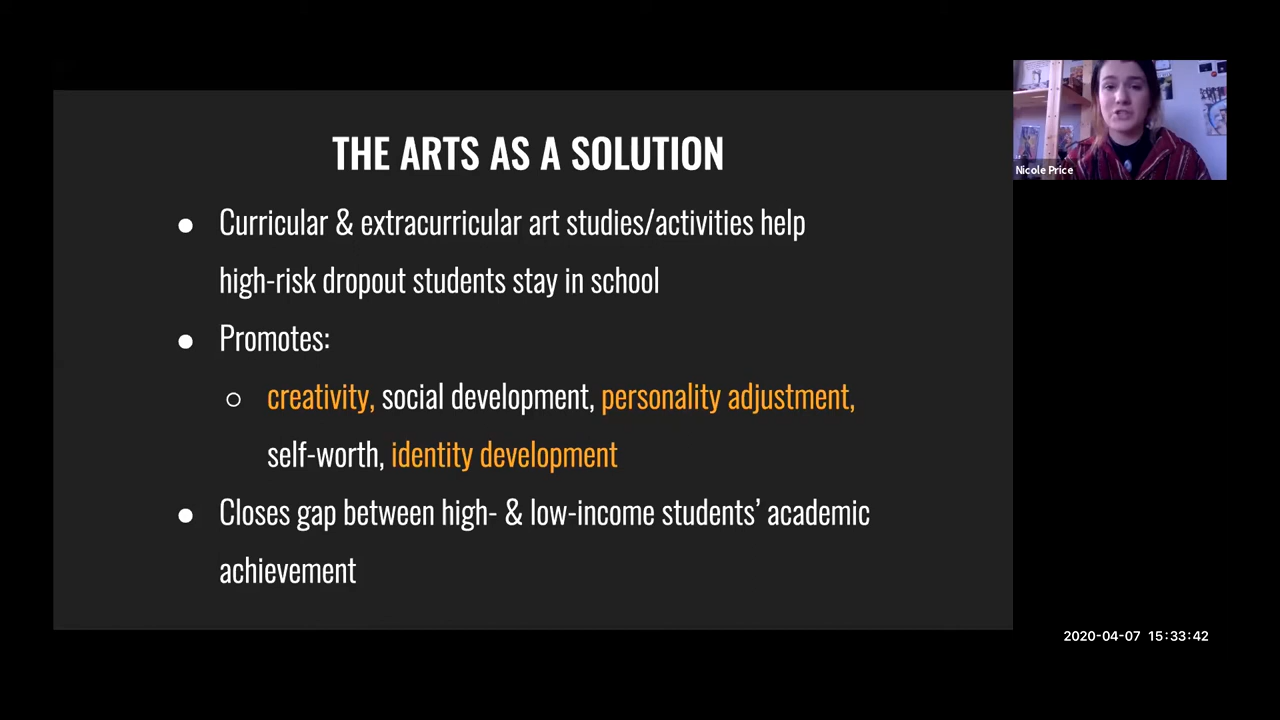 THE ARTS AS A SOLUTION
● Curricular & extracurricular art studies/activities help
high-risk dropout students stay in school
● Promotes:
○ creativity, social development, personality adjustment,
self-worth, identity development
● Closes gap between high- & low-income students’ academic
achievement
Nicole Price
2020-04-07 15:33:42